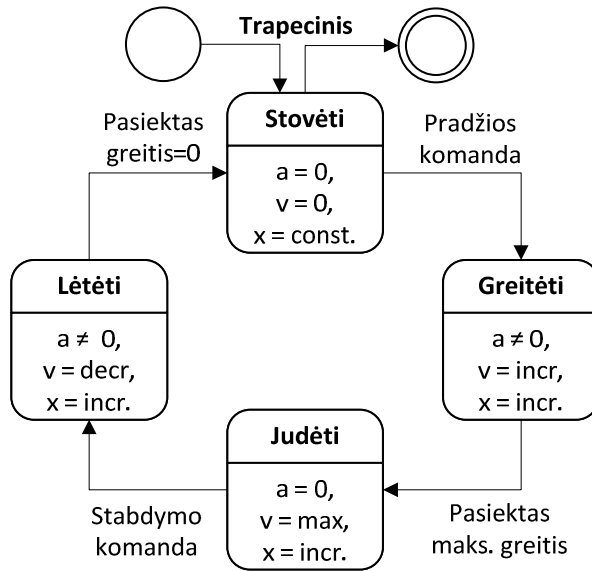 Trapecinis
Stovėti
a = 0,
v = 0,
x = const.
Pradžios
komanda
Greitėti
a ≠ 0,
v = incr,
x = incr.
Pasiektas
maks. greitis
Judėti
a = 0,
v = max,
x = incr.
Stabdymo
komanda
Lėtėti
a ≠ 0,
v = decr,
x = incr.
Pasiektas
greitis=0